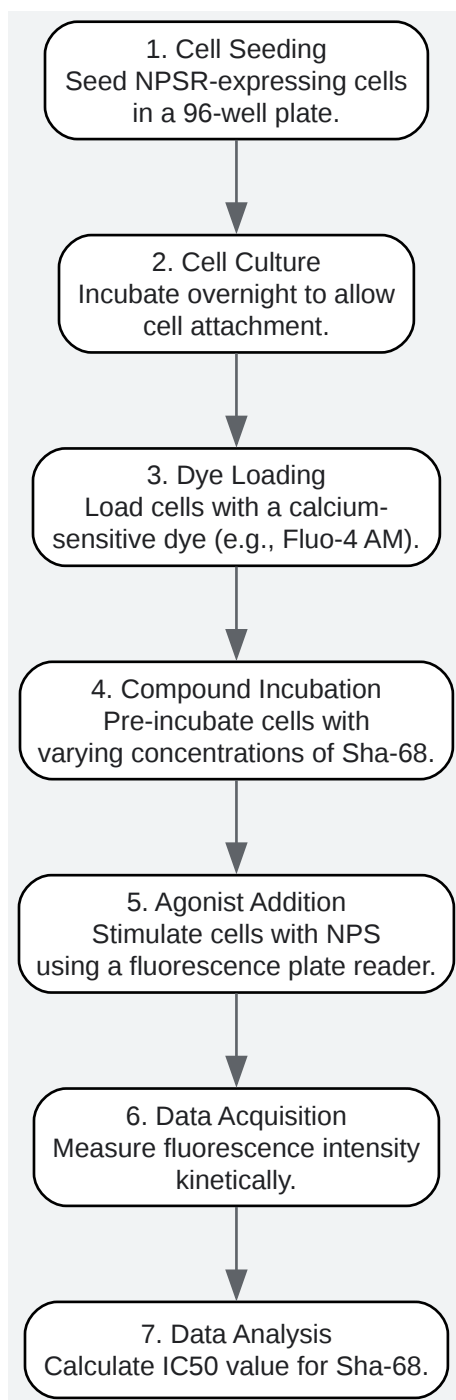 1. Cell Seeding
Seed NPSR-expressing cells
in a 96-well plate.
2. Cell Culture
Incubate overnight to allow
cell attachment.
3. Dye Loading
Load cells with a calcium-
sensitive dye (e.g., Fluo-4 AM).
4. Compound Incubation
Pre-incubate cells with
varying concentrations of Sha-68.
5. Agonist Addition
Stimulate cells with NPS
using a fluorescence plate reader.
6. Data Acquisition
Measure fluorescence intensity
kinetically.
7. Data Analysis
Calculate IC50 value for Sha-68.